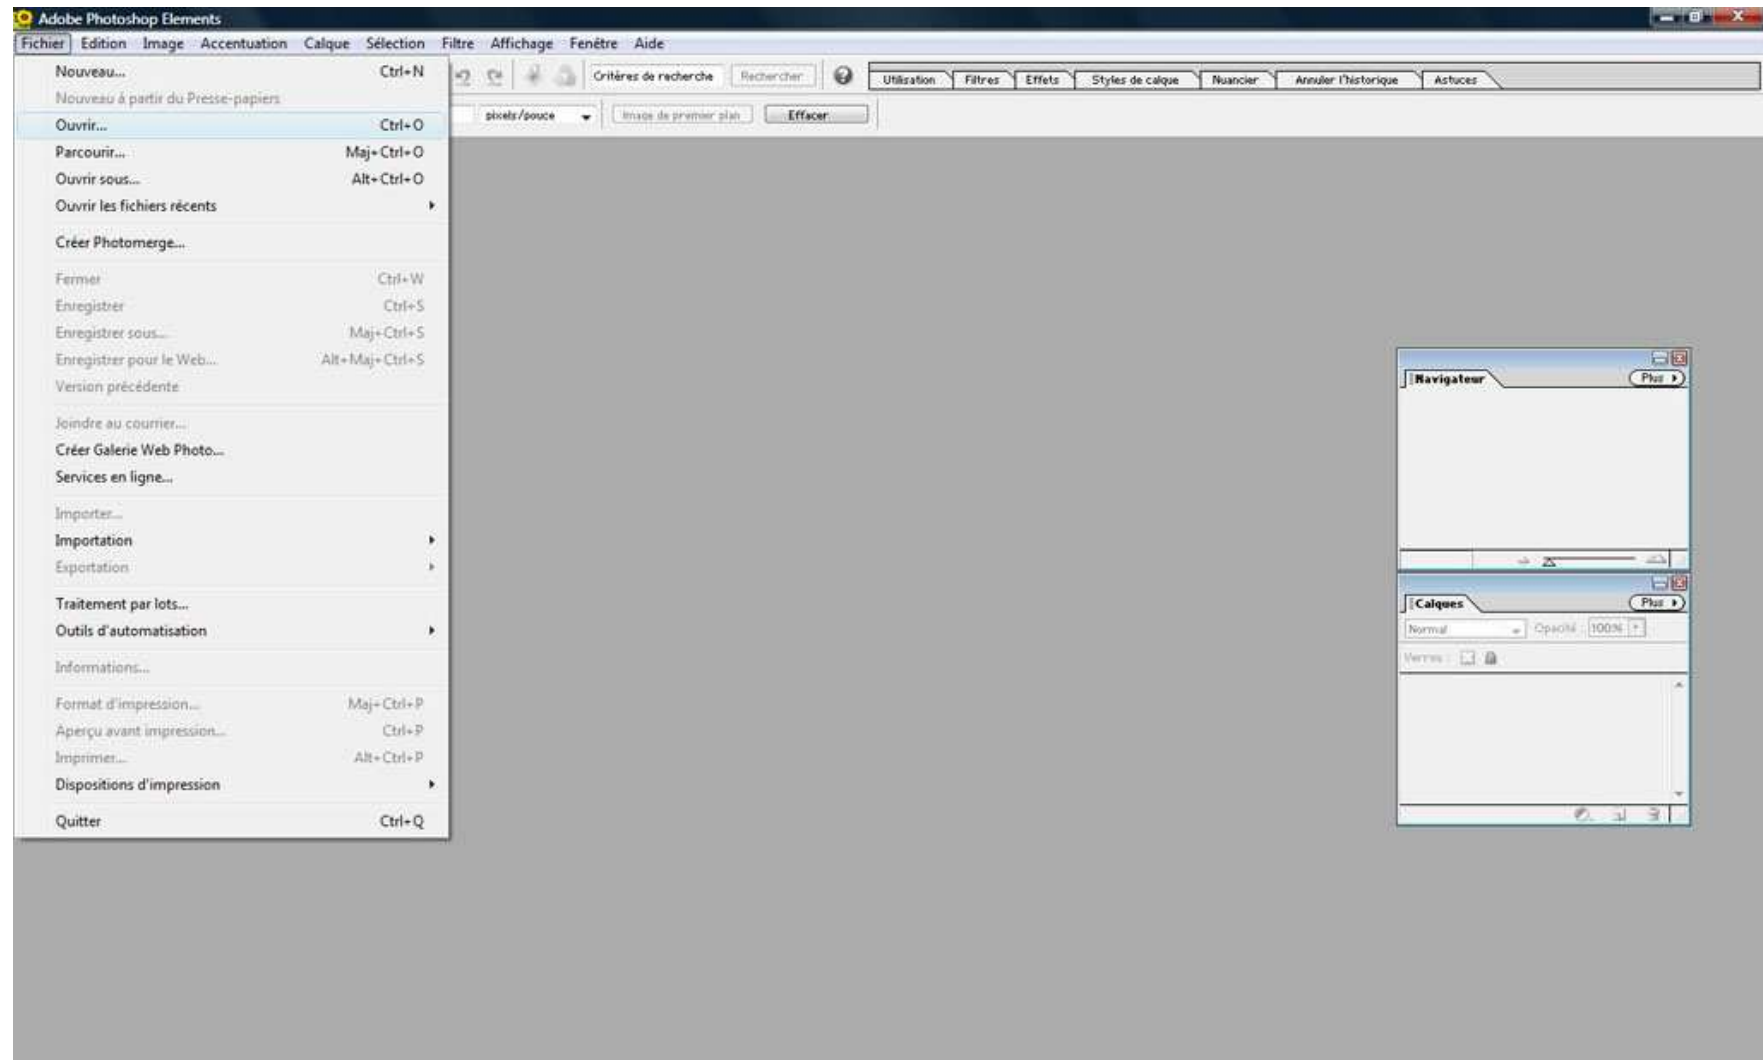 Adobe Photoshop Elements
Fichier Edition Image Accentuation Calque Sélection Filtre Affichage Fenêtre Aide
Nouveau... Ctrl+N
Nouveau à partir du Presse-papiers
Ouvrir... Ctrl+O
Parcourir... Maj+Ctrl+O
Ouvrir sous... Alt+Ctrl+O
Ouvrir les fichiers récents
Créer Photomerge...
Fermer Ctrl+W
Enregistrer Ctrl+S
Enregistrer sous... Maj+Ctrl+S
Enregistrer pour le Web... Alt+Maj+Ctrl+S
Version précédente
Joindre au courrier...
Créer Galerie Web Photo...
Services en ligne...
Importer...
Importation
Exportation
Traitement par lots...
Outils d'automatisation
Informations...
Format d'impression... Maj+Ctrl+P
Aperçu avant impression... Ctrl+P
Imprimer... Alt+Ctrl+P
Dispositions d'impression
Quitter Ctrl+Q
Critères de recherche Rechercher
Utilisation Filtres Effets Styles de calque Nuancier Annuler l'historique Astuces
pixels/pouce Image de premier plan Effacer
Navigateur Plus
Calques Plus
Normal Opacité : 100%
Verrou :